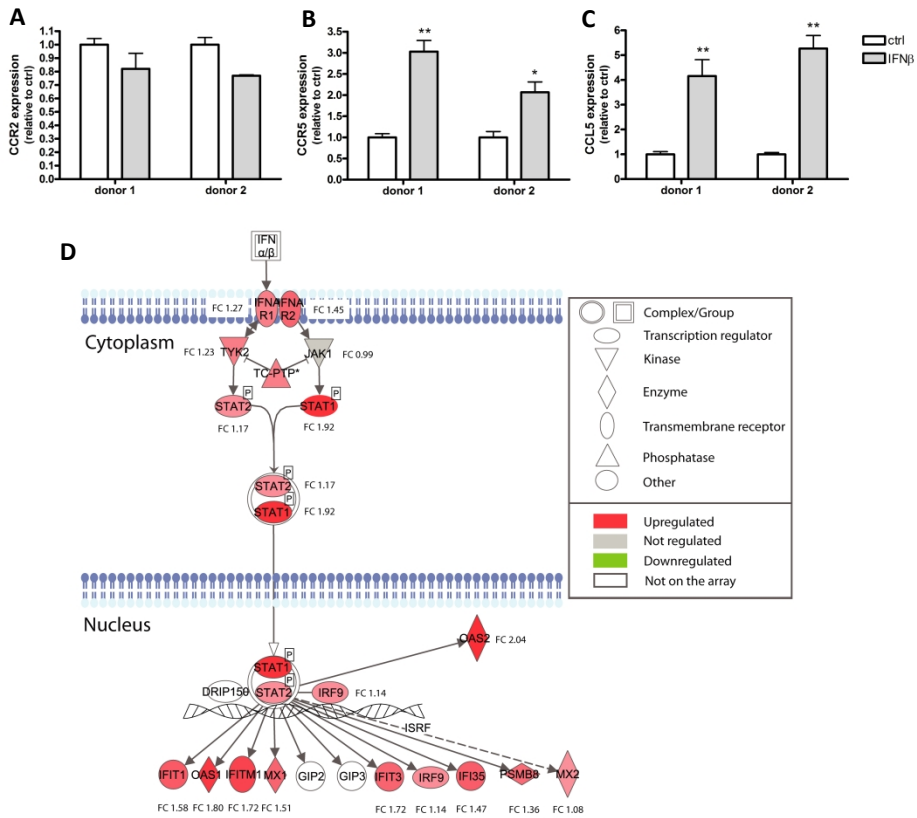 A
CCR2 expression
(relative to ctrl)
1.1
1.0
0.9
0.8
0.7
0.6
0.5
0.4
0.3
0.2
0.1
0.0
donor 1
donor 2
B
CCR5 expression
(relative to ctrl)
3.5
3.0
2.5
2.0
1.5
1.0
0.5
0.0
**
*
donor 1
donor 2
C
CCL5 expression
(relative to ctrl)
6
5
4
3
2
1
0
**
**
donor 1
donor 2
ctrl
IFNβ
D
IFN
α/β
FC 1.27
IFNA
R1
IFNA
R2
FC 1.45
Cytoplasm
FC 1.23
TYK2
JAK1
FC 0.99
TC-PTP*
P
STAT2
FC 1.17
P
STAT1
FC 1.92
P
STAT2
FC 1.17
P
STAT1
FC 1.92
Nucleus
OAS2
FC 2.04
P
STAT1
P
STAT2
DRIP150
IRF9
FC 1.14
ISRF
IFIT1
OAS1
IFITM1
MX1
GIP2
GIP3
IFIT3
IRF9
IFI35
PSMB8
MX2
FC 1.58
FC 1.80
FC 1.72
FC 1.51
FC 1.72
FC 1.14
FC 1.47
FC 1.36
FC 1.08
Complex/Group
Transcription regulator
Kinase
Enzyme
Transmembrane receptor
Phosphatase
Other
Upregulated
Not regulated
Downregulated
Not on the array